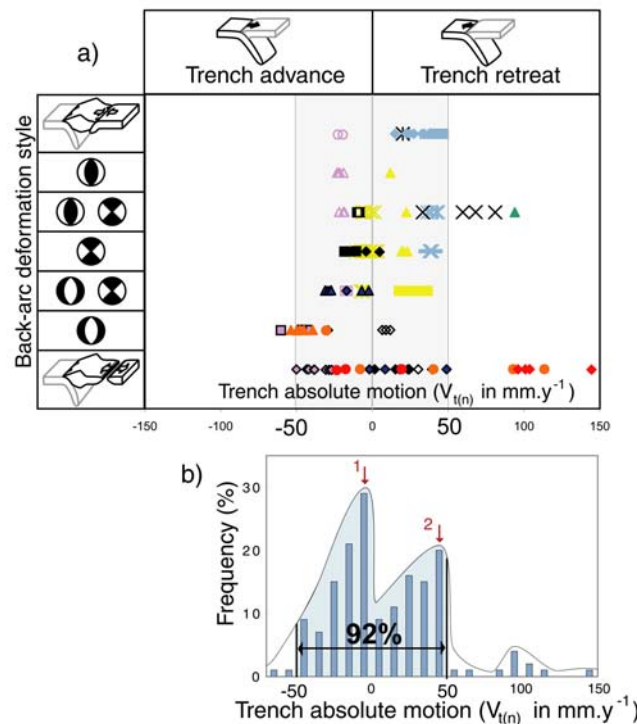 a)
Trench advance
Trench retreat
Back-arc deformation style
Trench absolute motion (Vt(n) in mm.y-1)
-150
-100
-50
0
50
100
150
b)
1
2
Frequency (%)
30
20
10
0
92%
-50
0
50
100
150
Trench absolute motion (Vt(n) in mm.y-1)